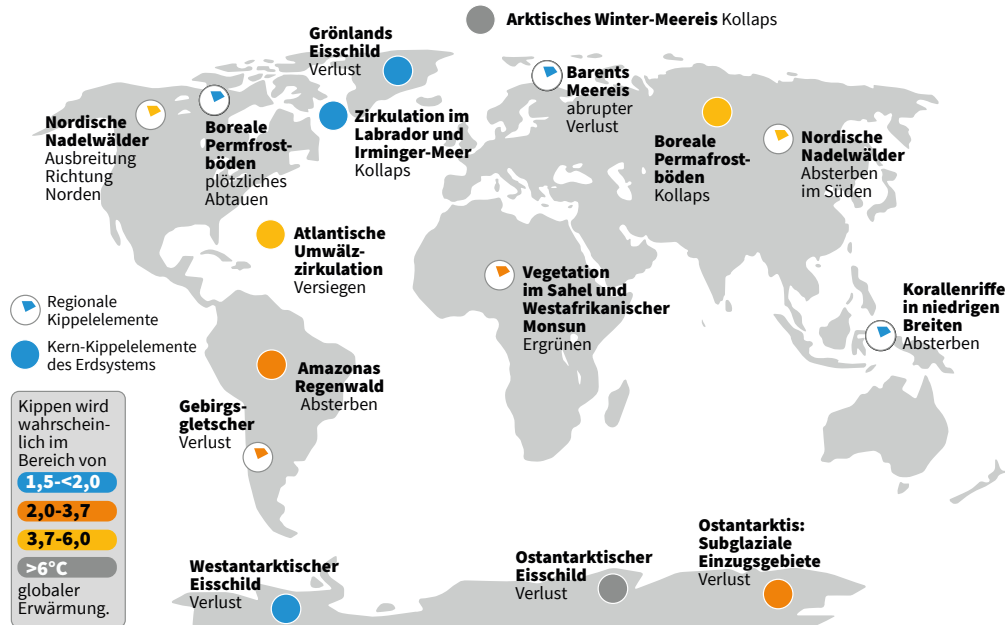 Arktisches Winter-Meereis Kollaps
Grönlands
Eisschild
Verlust
Barents
Meereis
abrupter
Verlust
Nordische
Nadelwälder
Ausbreitung
Richtung
Norden
Boreale
Permfrost-
böden
plötzliches
Abtauen
Zirkulation im
Labrador und
Irminger-Meer
Kollaps
Boreale
Permafrost-
böden
Kollaps
Nordische
Nadelwälder
Absterben
im Süden
Atlantische
Umwälz-
zirkulation
Versiegen
Vegetation
im Sahel und
Westafrikanischer
Monsun
Ergrünen
Korallenriffe
in niedrigen
Breiten
Absterben
Regionale
Kippelelemente
Kern-Kippelelemente
des Erdsystems
Amazonas
Regenwald
Absterben
Gebirgs-
gletscher
Verlust
Kippen wird
wahrschein-
lich im
Bereich von
1,5-<2,0
2,0-3,7
3,7-6,0
>6°C
globaler
Erwärmung.
Westantarktischer
Eisschild
Verlust
Ostantarktischer
Eisschild
Verlust
Ostantarktis:
Subglaziale
Einzugsgebiete
Verlust